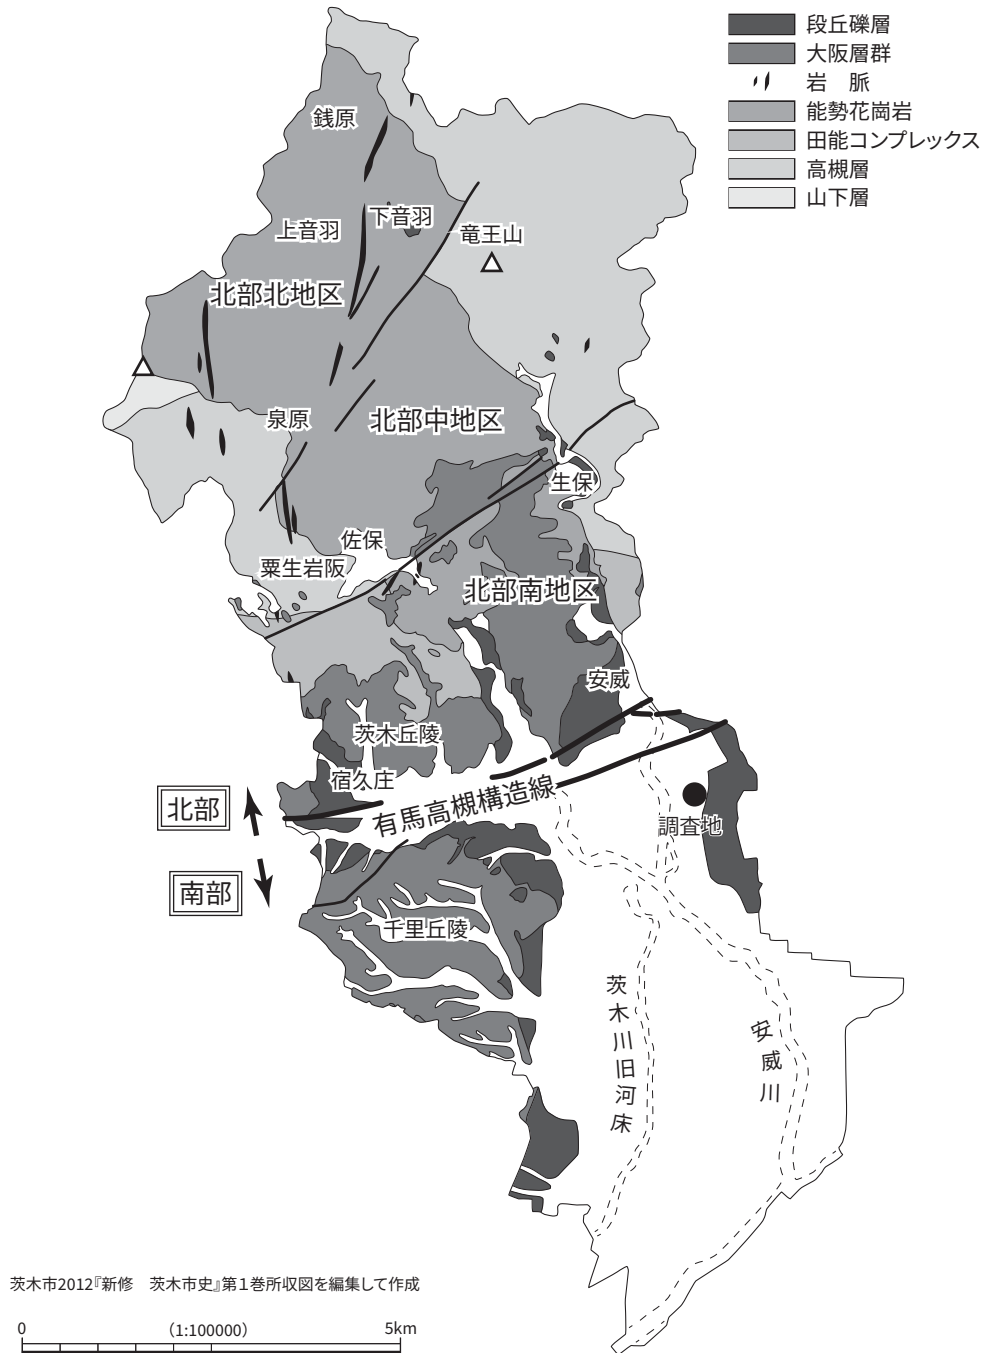 段丘礫層
大阪層群
岩　脈
能勢花崗岩
田能コンプレックス
高槻層
山下層
銭原
下音羽
上音羽
竜王山
北部北地区
泉原
北部中地区
生保
佐保
粟生岩阪
北部南地区
安威
茨木丘陵
宿久庄
有馬高槻構造線
北部
調査地
南部
千里丘陵
茨木川旧河床
安威川
茨木市2012『新修　茨木市史』第１巻所収図を編集して作成
0
（1:100000）
5km